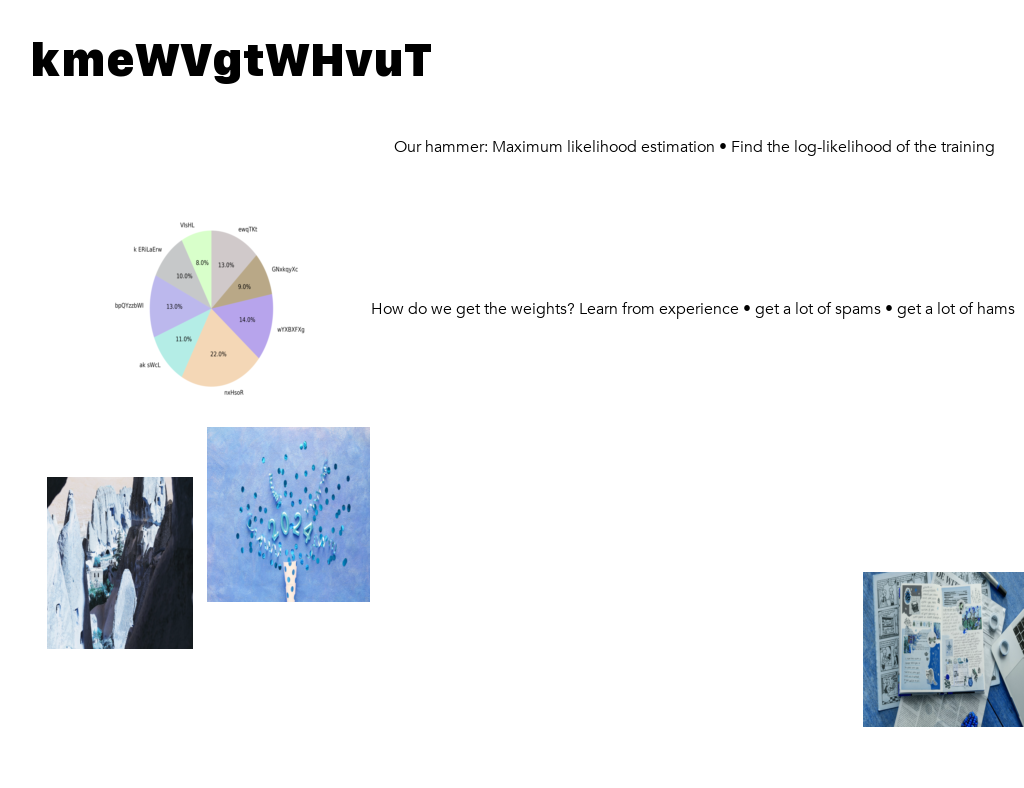 kmeWVgtWHvuT
Our hammer: Maximum likelihood estimation • Find the log-likelihood of the training
VlsHL
ewqTKt
k ERiLaErw
GNxkqyXc
8.0%
13.0%
10.0%
9.0%
bpQYzzbWl
13.0%
14.0%
wYXBXFXg
11.0%
22.0%
ak sWcL
nxHsoR
How do we get the weights? Learn from experience • get a lot of spams • get a lot of hams
2024